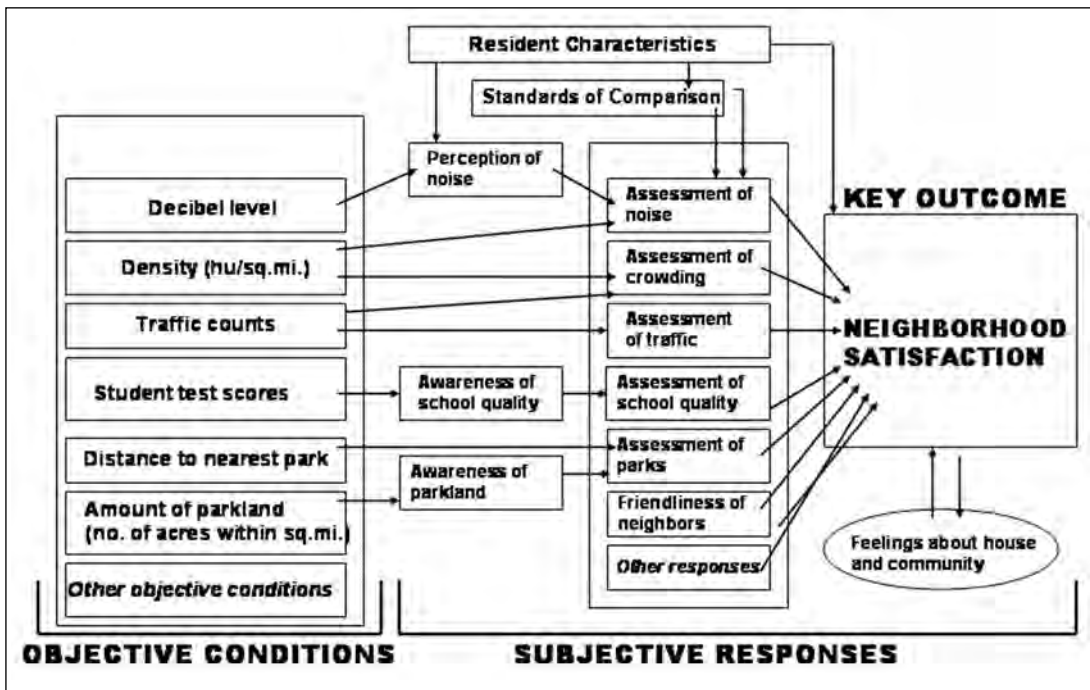 Resident Characteristics
Standards of Comparison
Perception of
noise
Decibel level
Density (hu/sq.mi.)
Traffic counts
Student test scores
Distance to nearest park
Amount of parkland
(no. of acres within sq.mi.)
Other objective conditions
Awareness of
school quality
Awareness of
parkland
Assessment of
noise
Assessment of
crowding
Assessment
of traffic
Assessment of
school quality
Assessment of
parks
Friendliness of
neighbors
Other responses
KEY OUTCOME
NEIGHBORHOOD
SATISFACTION
Feelings about house
and community
OBJECTIVE CONDITIONS
SUBJECTIVE RESPONSES